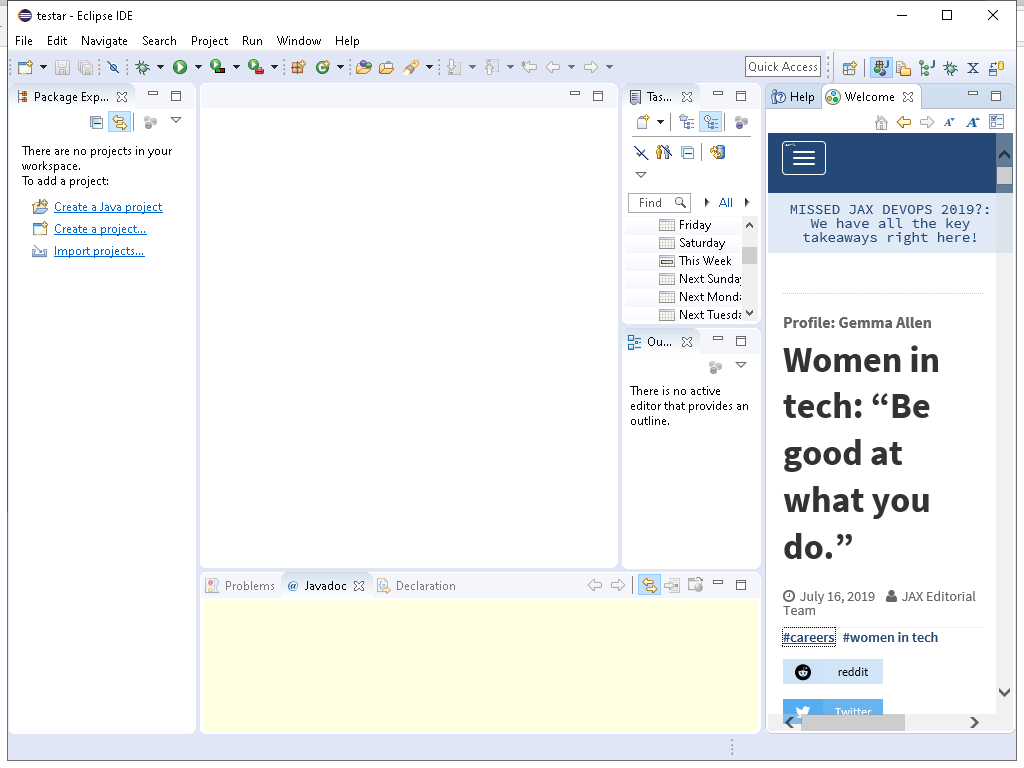 testar - Eclipse IDE
File Edit Navigate Search Project Run Window Help
Quick Access
Package Exp...
There are no projects in your
workspace.
To add a project:
Create a Java project
Create a project...
Import projects...
Tas...
Find
All
Friday
Saturday
This Week
Next Sunday
Next Monda
Next Tuesda
Ou...
There is no active
editor that provides an
outline.
Problems
@ Javadoc
Declaration
Help
Welcome
MISSED JAX DEVOPS 2019?:
We have all the key
takeaways right here!
Profile: Gemma Allen
Women in
tech: “Be
good at
what you
do.”
July 16, 2019 JAX Editorial
Team
#careers #women in tech
reddit
Twitter